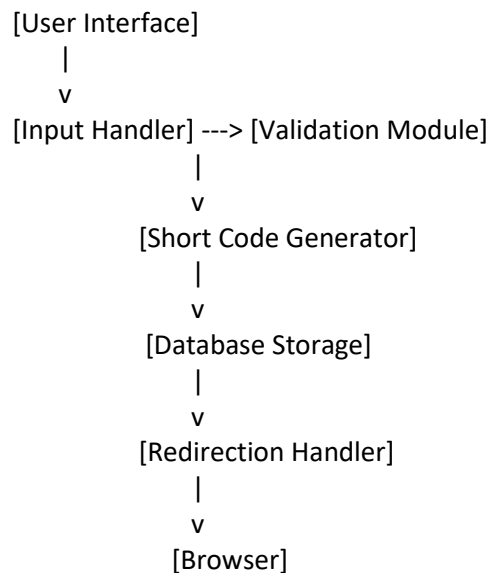 [User Interface]
|
v
[Input Handler] ---> [Validation Module]
|
v
[Short Code Generator]
|
v
[Database Storage]
|
v
[Redirection Handler]
|
v
[Browser]